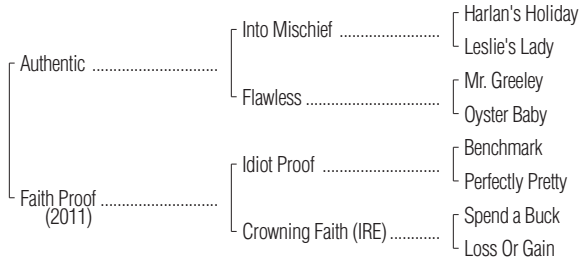 Harlan's Holiday
Into Mischief ....................
Leslie's Lady
Authentic .........................
Mr. Greeley
Flawless ...........................
Oyster Baby
Benchmark
Idiot Proof .......................
Perfectly Pretty
Faith Proof .......................
(2011)
Spend a Buck
Crowning Faith (IRE) ..........
Loss Or Gain